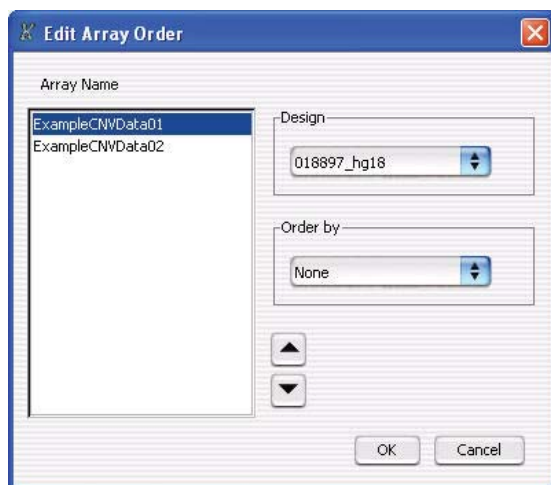 Edit Array Order
Array Name
ExampleCNVData01
ExampleCNVData02
Design
018897_hg18
Order by
None
OK
Cancel